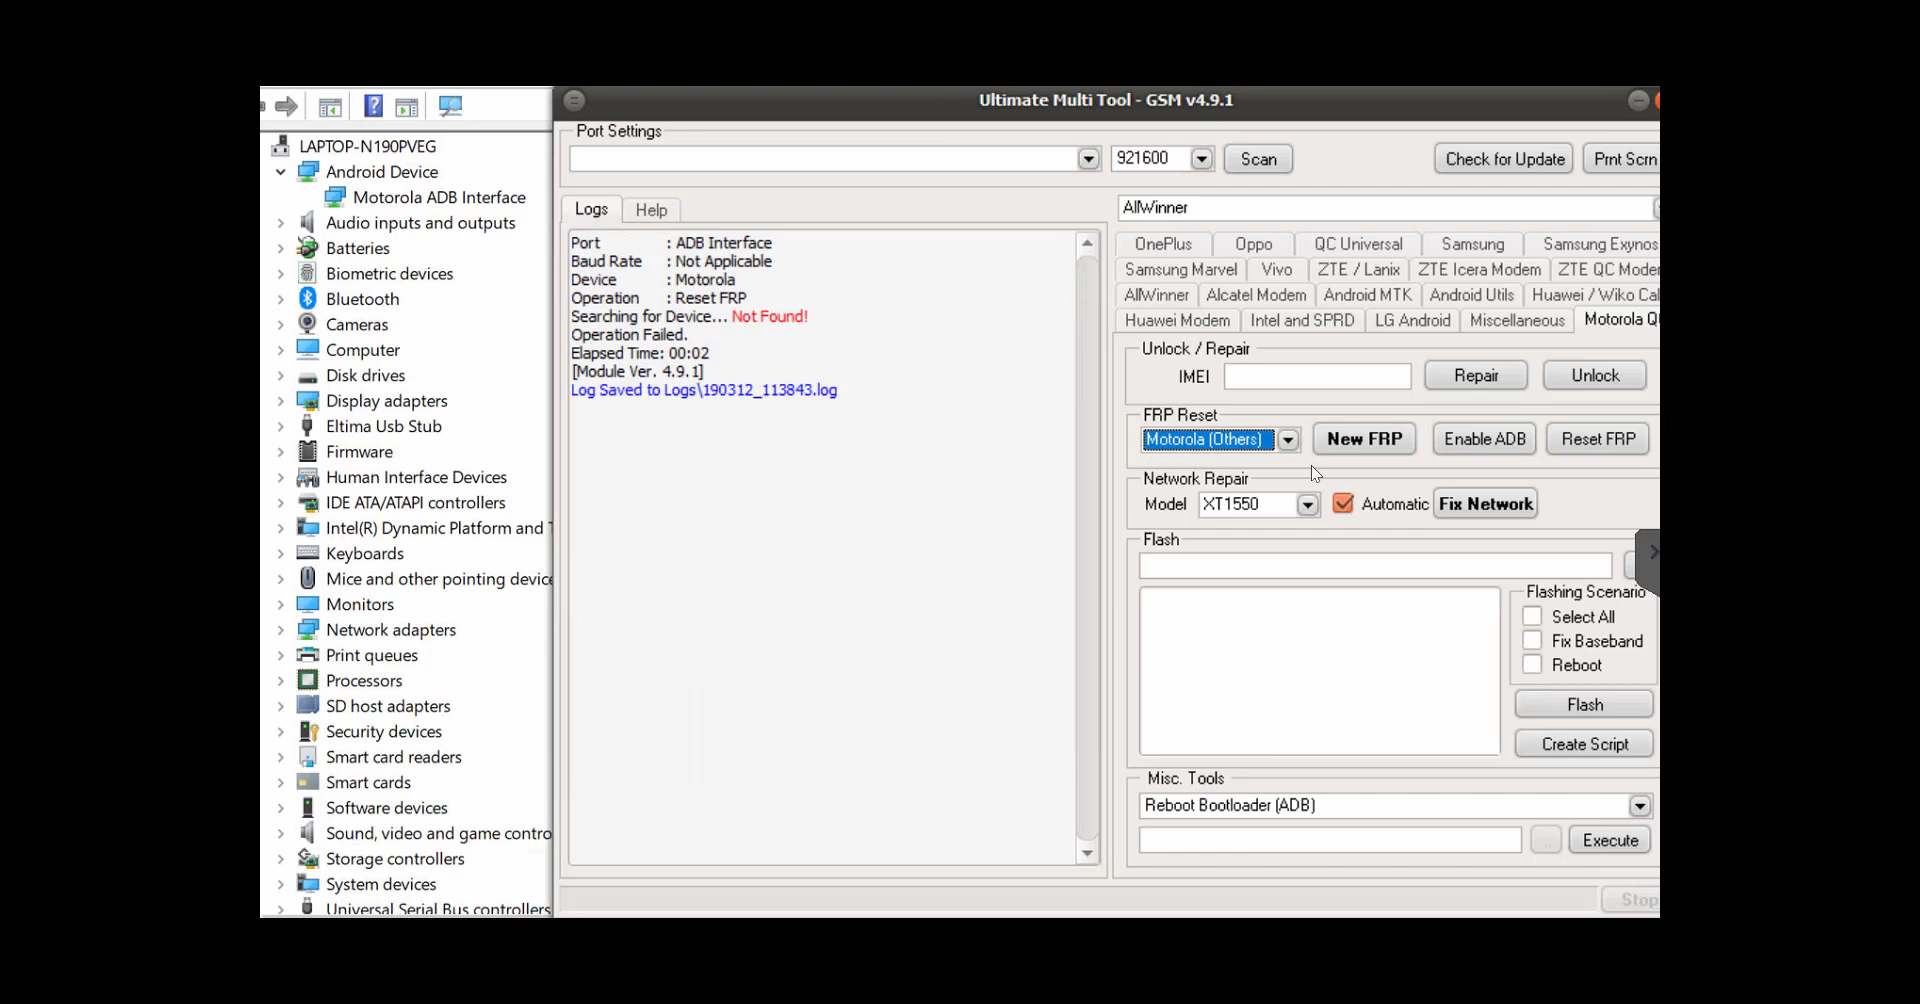 LAPTOP-N190PVEG
Android Device
Motorola ADB Interface
Audio inputs and outputs
Batteries
Biometric devices
Bluetooth
Cameras
Computer
Disk drives
Display adapters
Eltima Usb Stub
Firmware
Human Interface Devices
IDE ATA/ATAPI controllers
Intel(R) Dynamic Platform and T
Keyboards
Mice and other pointing device
Monitors
Network adapters
Print queues
Processors
SD host adapters
Security devices
Smart card readers
Smart cards
Software devices
Sound, video and game contro
Storage controllers
System devices
Universal Serial Bus controllers
Ultimate Multi Tool - GSM v4.9.1
Port Settings
921600
Scan
Check for Update
Prnt Scrn
Logs
Help
Port : ADB Interface
Baud Rate : Not Applicable
Device : Motorola
Operation : Reset FRP
Searching for Device... Not Found!
Operation Failed.
Elapsed Time: 00:02
[Module Ver. 4.9.1]
Log Saved to Logs\190312_113843.log
AllWinner
OnePlus Oppo QC Universal Samsung Samsung Exynos
Samsung Marvel Vivo ZTE / Lanix ZTE Icera Modem ZTE QC Moder
AllWinner Alcatel Modem Android MTK Android Utils Huawei / Wiko Cal
Huawei Modem Intel and SPRD LG Android Miscellaneous Motorola QC
Unlock / Repair
IMEI
Repair
Unlock
FRP Reset
Motorola (Others)
New FRP
Enable ADB
Reset FRP
Network Repair
Model
XT1550
Automatic
Fix Network
Flash
Flashing Scenario
Select All
Fix Baseband
Reboot
Flash
Create Script
Misc. Tools
Reboot Bootloader (ADB)
...
Execute
Stop